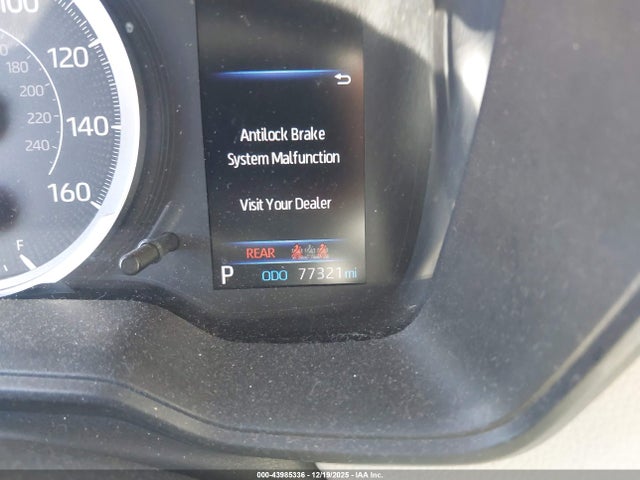 100
120
140
160
180
200
220
240
F
Antilock Brake
System Malfunction
Visit Your Dealer
REAR
P ODO 77321 mi
000-43985336 | 12/19/2025 | IAA Inc.